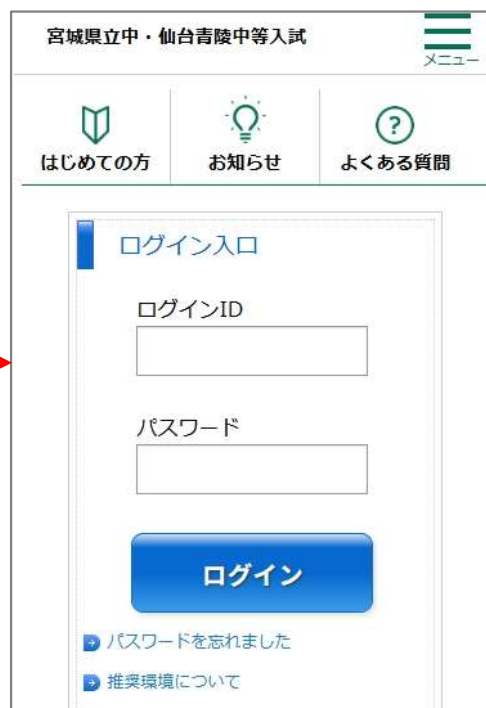 宮城県立中・仙台青陵中等入試
メニュー
はじめての方
お知らせ
よくある質問
ログイン入口
ログインID
パスワード
ログイン
パスワードを忘れました
推奨環境について